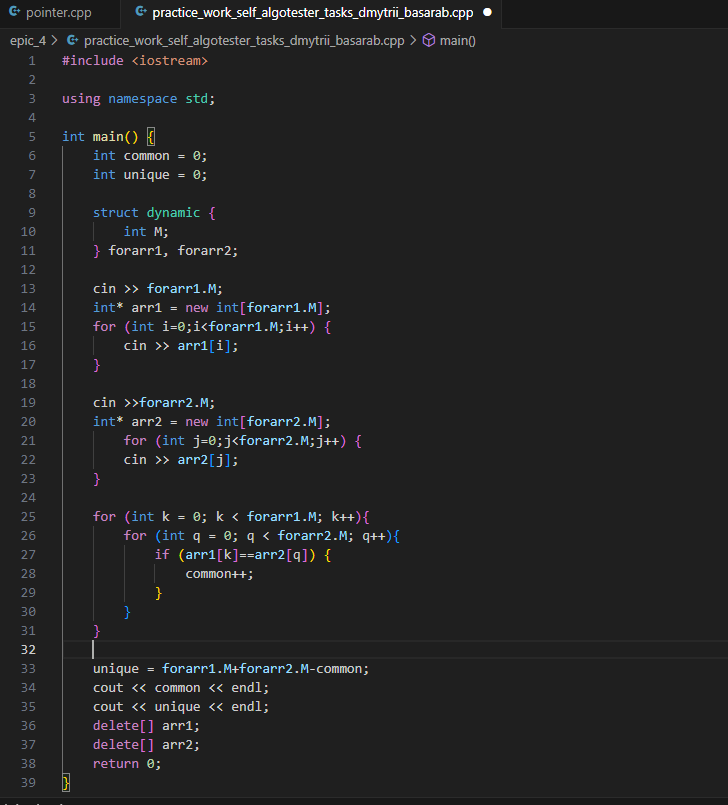 pointer.cpp practice_work_self_algotester_tasks_dmytrii_basarab.cpp
epic_4 > practice_work_self_algotester_tasks_dmytrii_basarab.cpp > main()
1 #include <iostream>
2
3 using namespace std;
4
5 int main() {
6 int common = 0;
7 int unique = 0;
8
9 struct dynamic {
10 int M;
11 } forarr1, forarr2;
12
13 cin >> forarr1.M;
14 int* arr1 = new int[forarr1.M];
15 for (int i=0;i<forarr1.M;i++) {
16 cin >> arr1[i];
17 }
18
19 cin >>forarr2.M;
20 int* arr2 = new int[forarr2.M];
21 for (int j=0;j<forarr2.M;j++) {
22 cin >> arr2[j];
23 }
24
25 for (int k = 0; k < forarr1.M; k++){
26 for (int q = 0; q < forarr2.M; q++){
27 if (arr1[k]==arr2[q]) {
28 common++;
29 }
30 }
31 }
32
33 unique = forarr1.M+forarr2.M-common;
34 cout << common << endl;
35 cout << unique << endl;
36 delete[] arr1;
37 delete[] arr2;
38 return 0;
39 }